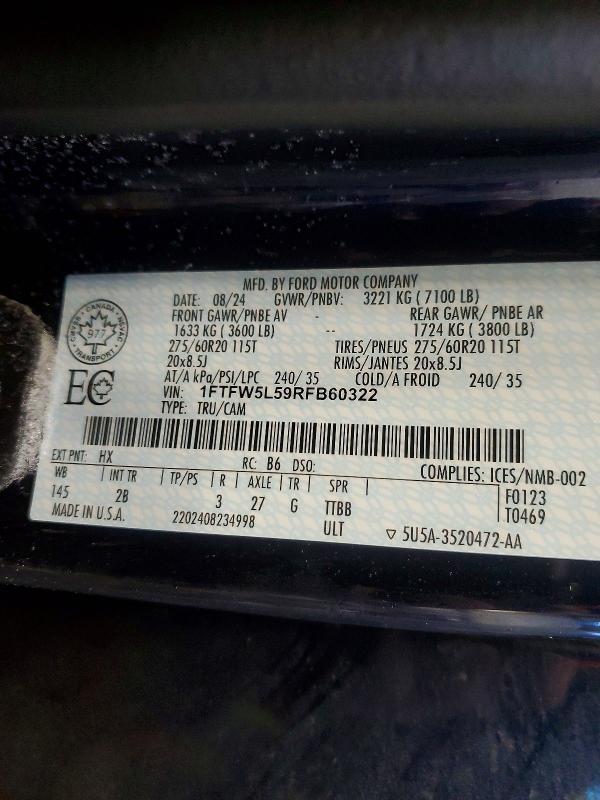 MFD. BY FORD MOTOR COMPANY
DATE: 08/24 GVWR/PNBV: 3221 KG ( 7100 LB)
FRONT GAWR/PNBE AV - REAR GAWR/ PNBE AR
1633 KG ( 3600 LB) -- 1724 KG ( 3800 LB)
275/60R20 115T TIRES/PNEUS 275/60R20 115T
20x8.5J RIMS/JANTES 20x8.5J
AT/A kPa/PSI/LPC 240/ 35 COLD/A FROID 240/ 35
VIN: 1FTFW5L59RFB60322
TYPE: TRU/CAM
CANADA
977
TRANSPORT
EC
EXT PNT: HX RC: B6 DSO: COMPLIES: ICES/NMB-002
WB INT TR TP/PS R AXLE TR SPR F0123
145 2B 3 27 G TTBB T0469
MADE IN U.S.A. 2202408234998 ULT 5U5A-3520472-AA